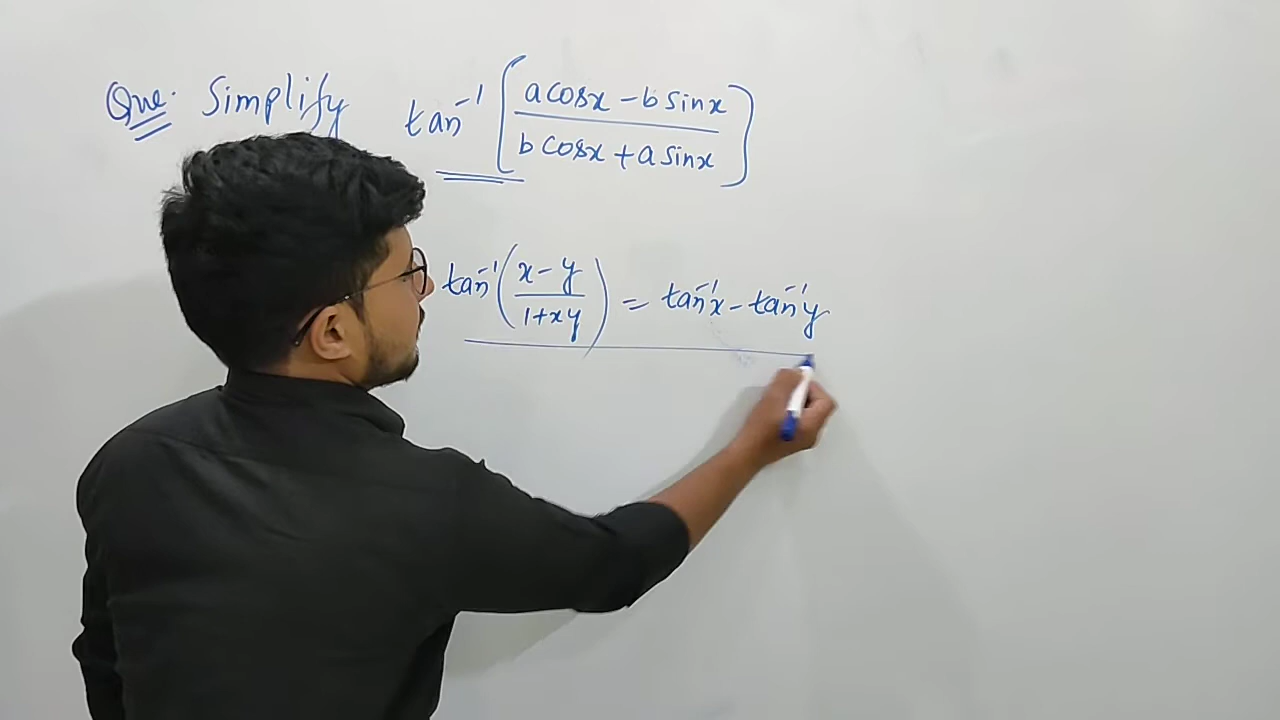 Que. Simplify tan⁻¹ [ (a cosx − b sinx) / (b cosx + a sinx) ]
tan⁻¹ ( (x − y) / (1 + xy) ) = tan⁻¹x − tan⁻¹y